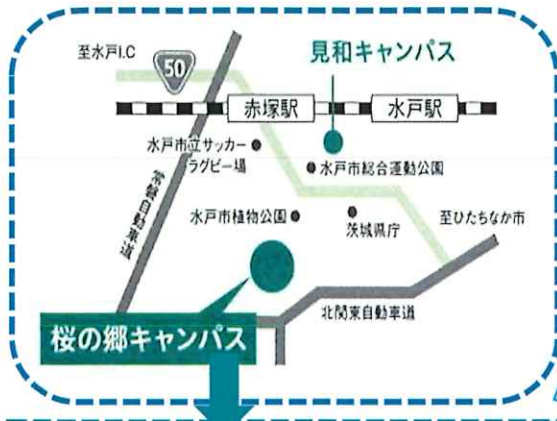 至水戸I.C
50
見和キャンパス
赤塚駅
水戸駅
水戸市立サッカー
ラグビー場
水戸市総合運動公園
常磐自動車道
水戸市植物公園
茨城県庁
至ひたちなか市
北関東自動車道
桜の郷キャンパス